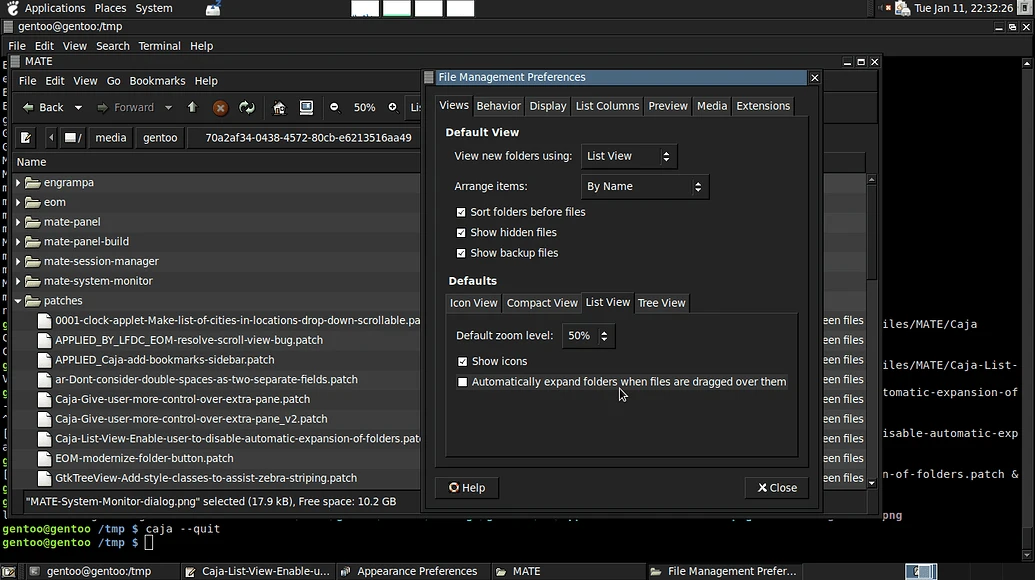 Applications Places System Tue Jan 11, 22:32:26
gentoo@gentoo:/tmp
File Edit View Search Terminal Help
MATE
File Edit View Go Bookmarks Help
Back Forward 50%
/ media gentoo 70a2af34-0438-4572-80cb-e6213516aa49
Name
engrampa
eom
mate-panel
mate-panel-build
mate-session-manager
mate-system-monitor
patches
0001-clock-applet-Make-list-of-cities-in-locations-drop-down-scrollable.pa
APPLIED_BY_LFDC_EOM-resolve-scroll-view-bug.patch
APPLIED_Caja-add-bookmarks-sidebar.patch
ar-Dont-consider-double-spaces-as-two-separate-fields.patch
Caja-Give-user-more-control-over-extra-pane.patch
Caja-Give-user-more-control-over-extra-pane_v2.patch
Caja-List-View-Enable-user-to-disable-automatic-expansion-of-folders.patc
EOM-modernize-folder-button.patch
GtkTreeView-Add-style-classes-to-assist-zebra-striping.patch
"MATE-System-Monitor-dialog.png" selected (17.9 kB), Free space: 10.2 GB
File Management Preferences
Views Behavior Display List Columns Preview Media Extensions
Default View
View new folders using: List View
Arrange items: By Name
Sort folders before files
Show hidden files
Show backup files
Defaults
Icon View Compact View List View Tree View
Default zoom level: 50%
Show icons
Automatically expand folders when files are dragged over them
Help Close
een files
een files
een files
een files
een files
een files
een files
een files
een files
iles/MATE/Caja
iles/MATE/Caja-List-
tomatic-expansion-of
isable-automatic-exp
n-of-folders.patch &
png
gentoo@gentoo /tmp $ caja --quit
gentoo@gentoo /tmp $
gentoo@gentoo:/tmp Caja-List-View-Enable-u... Appearance Preferences MATE File Management Prefer...